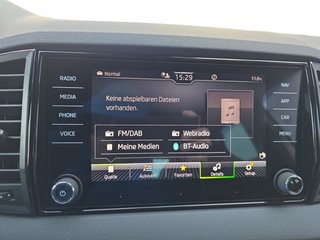 Normal
15:29
11.0
RADIO
MEDIA
PHONE
VOICE
NAV
APP
CAR
MENU
Keine abspielbaren Dateien
vorhanden.
FM/DAB
Webradio
Meine Medien
BT-Audio
Quelle
Auswahl
Favoriten
Details
Setup